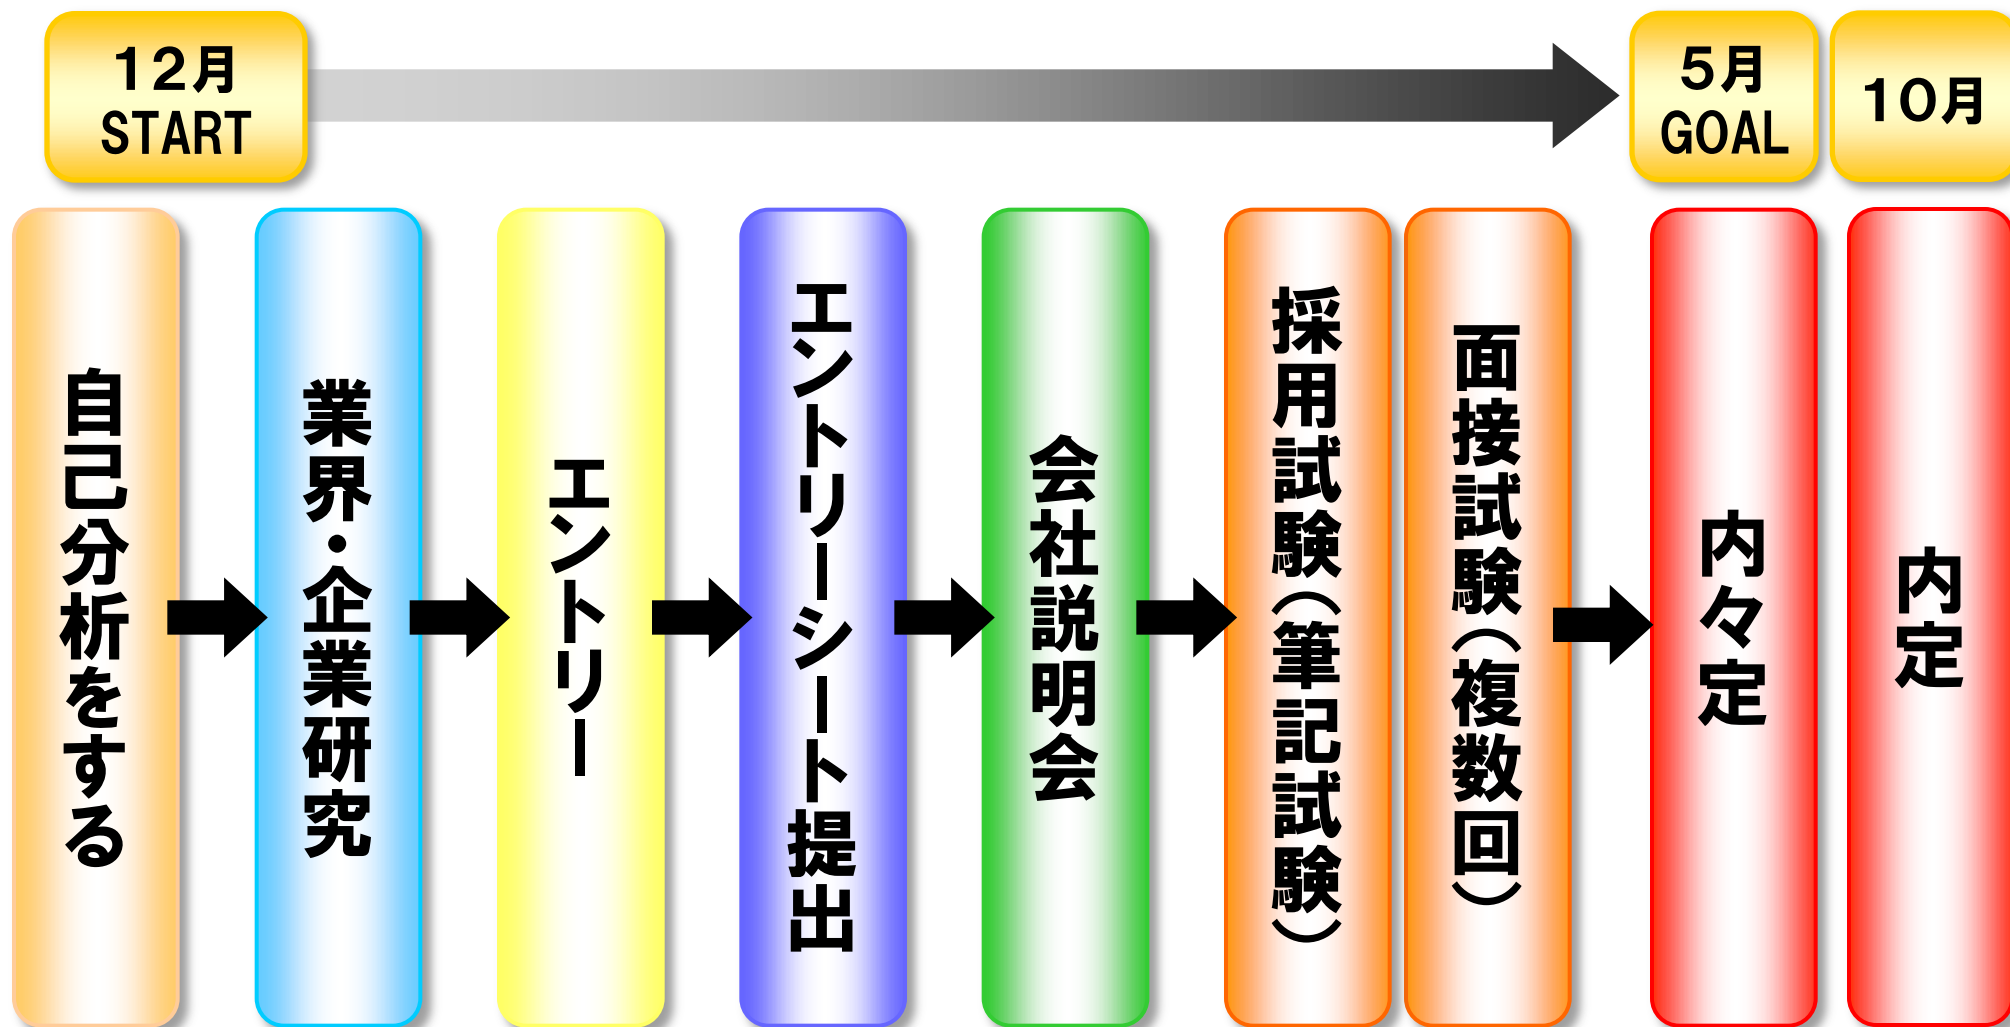 12月
START
5月
GOAL
10月
自己分析をする
業界・企業研究
エントリー
エントリーシート提出
会社説明会
採用試験(筆記試験)
面接試験(複数回)
内々定
内定